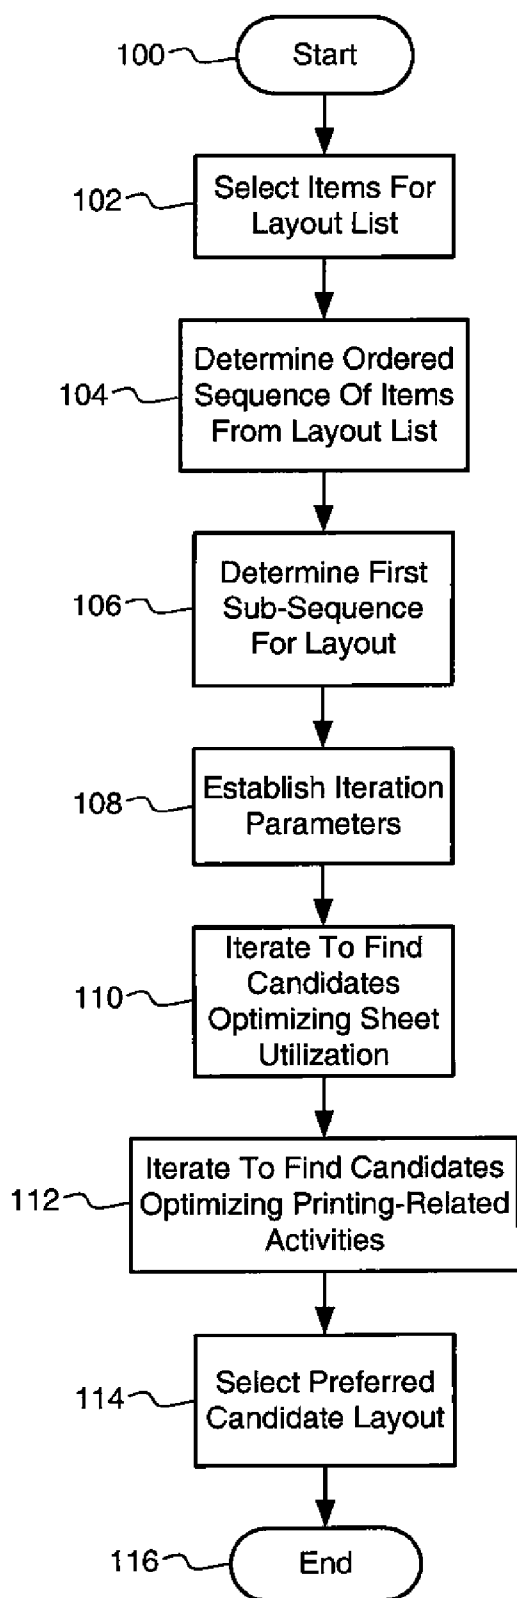 100
Start
102
Select Items For
Layout List
104
Determine Ordered
Sequence Of Items
From Layout List
106
Determine First
Sub-Sequence
For Layout
108
Establish Iteration
Parameters
110
Iterate To Find
Candidates
Optimizing Sheet
Utilization
112
Iterate To Find Candidates
Optimizing Printing-Related
Activities
114
Select Preferred
Candidate Layout
116
End